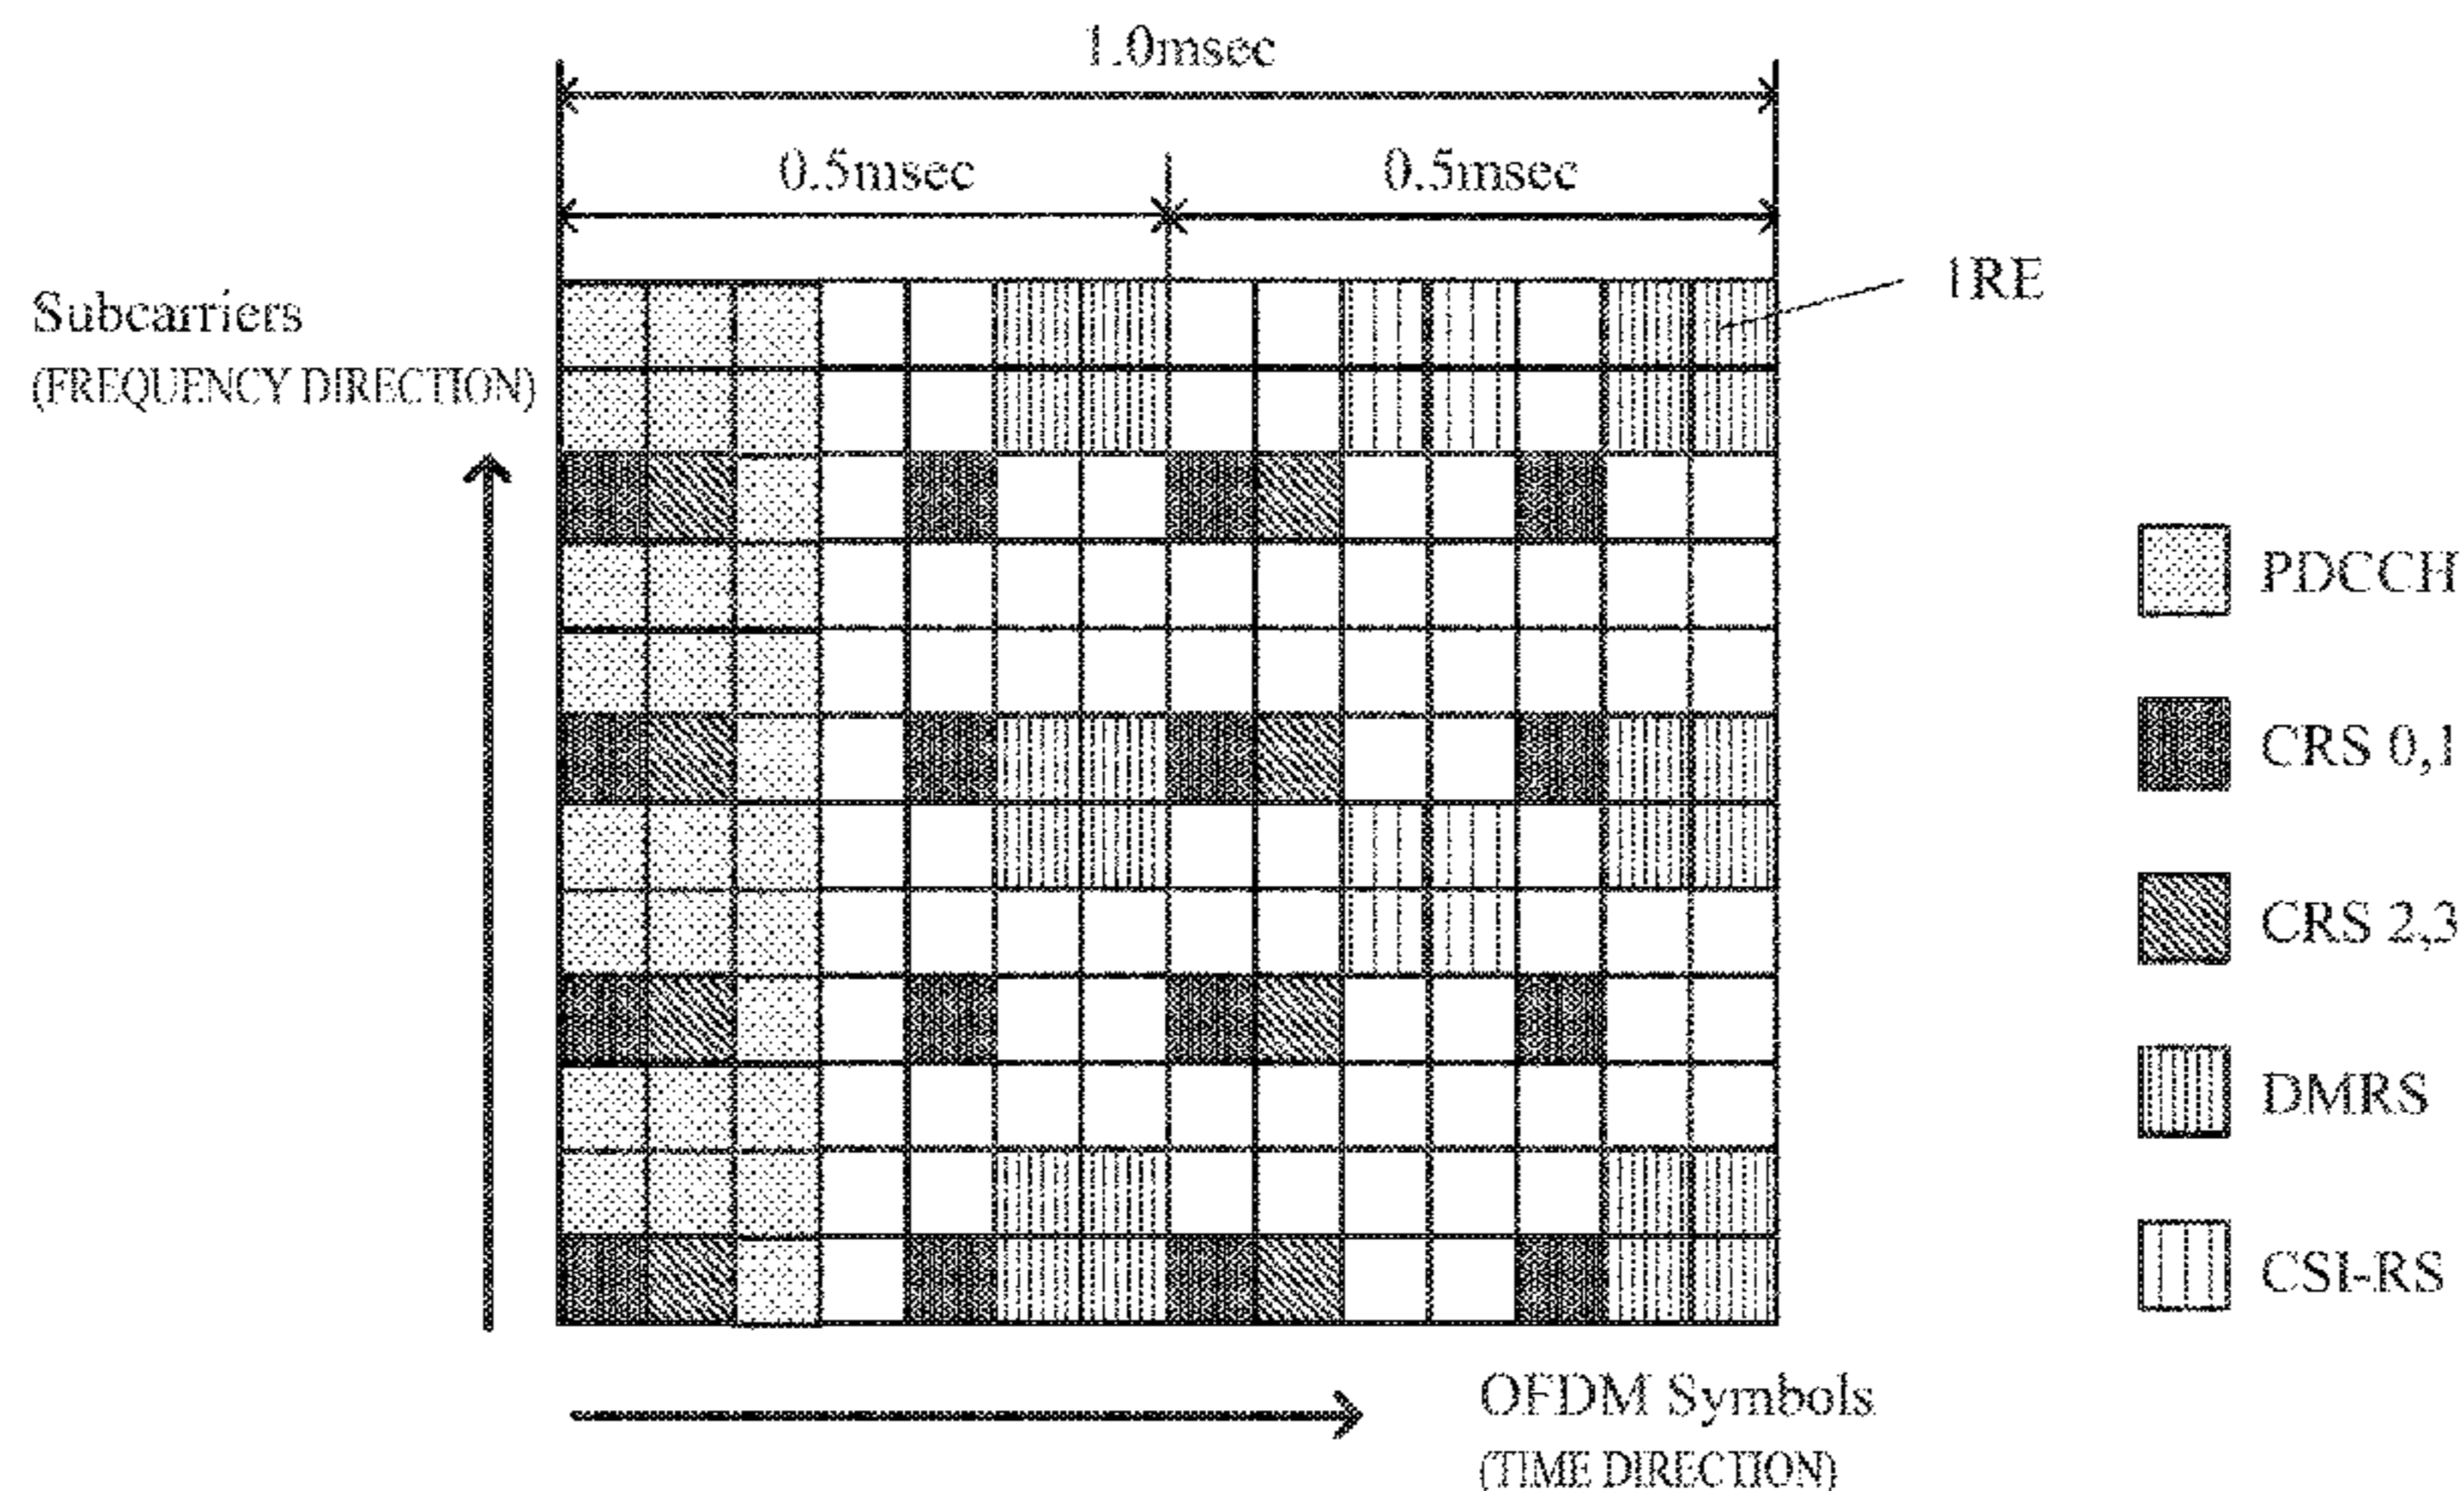 1.0msec
0.5msec
0.5msec
1RE
Subcarriers
(FREQUENCY DIRECTION)
PDCCH
CRS 0,1
CRS 2,3
DMRS
CSI-RS
OFDM Symbols
(TIME DIRECTION)